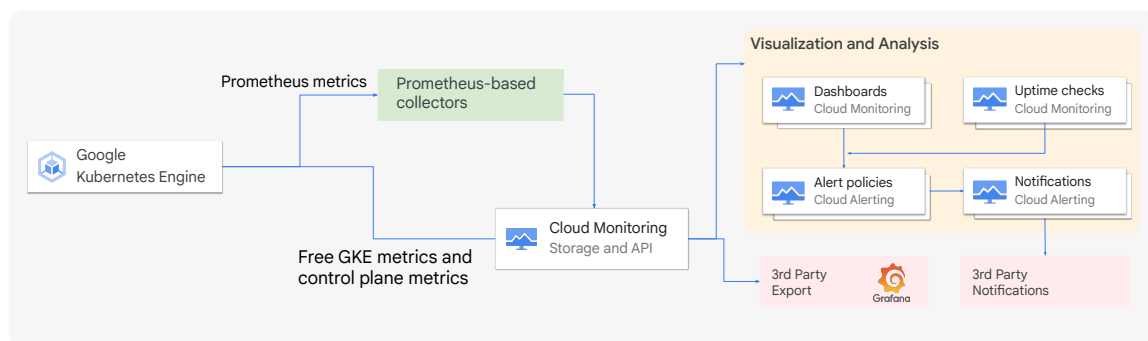 Visualization and Analysis
Prometheus metrics
Prometheus-based
collectors
Dashboards
Cloud Monitoring
Uptime checks
Cloud Monitoring
Google
Kubernetes Engine
Alert policies
Cloud Alerting
Notifications
Cloud Alerting
Cloud Monitoring
Storage and API
Free GKE metrics and
control plane metrics
3rd Party
Export
Grafana
3rd Party
Notifications